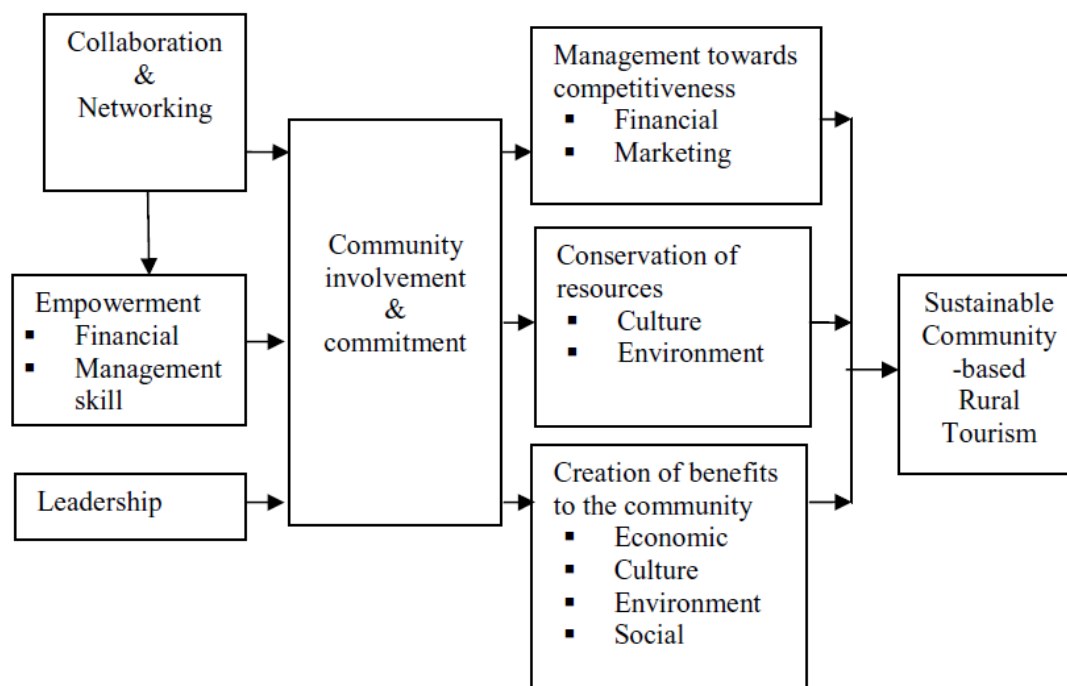 Collaboration
&
Networking
Empowerment
▪ Financial
▪ Management
skill
Leadership
Community
involvement
&
commitment
Management towards
competitiveness
▪ Financial
▪ Marketing
Conservation of
resources
▪ Culture
▪ Environment
Creation of benefits
to the community
▪ Economic
▪ Culture
▪ Environment
▪ Social
Sustainable
Community
-based
Rural
Tourism